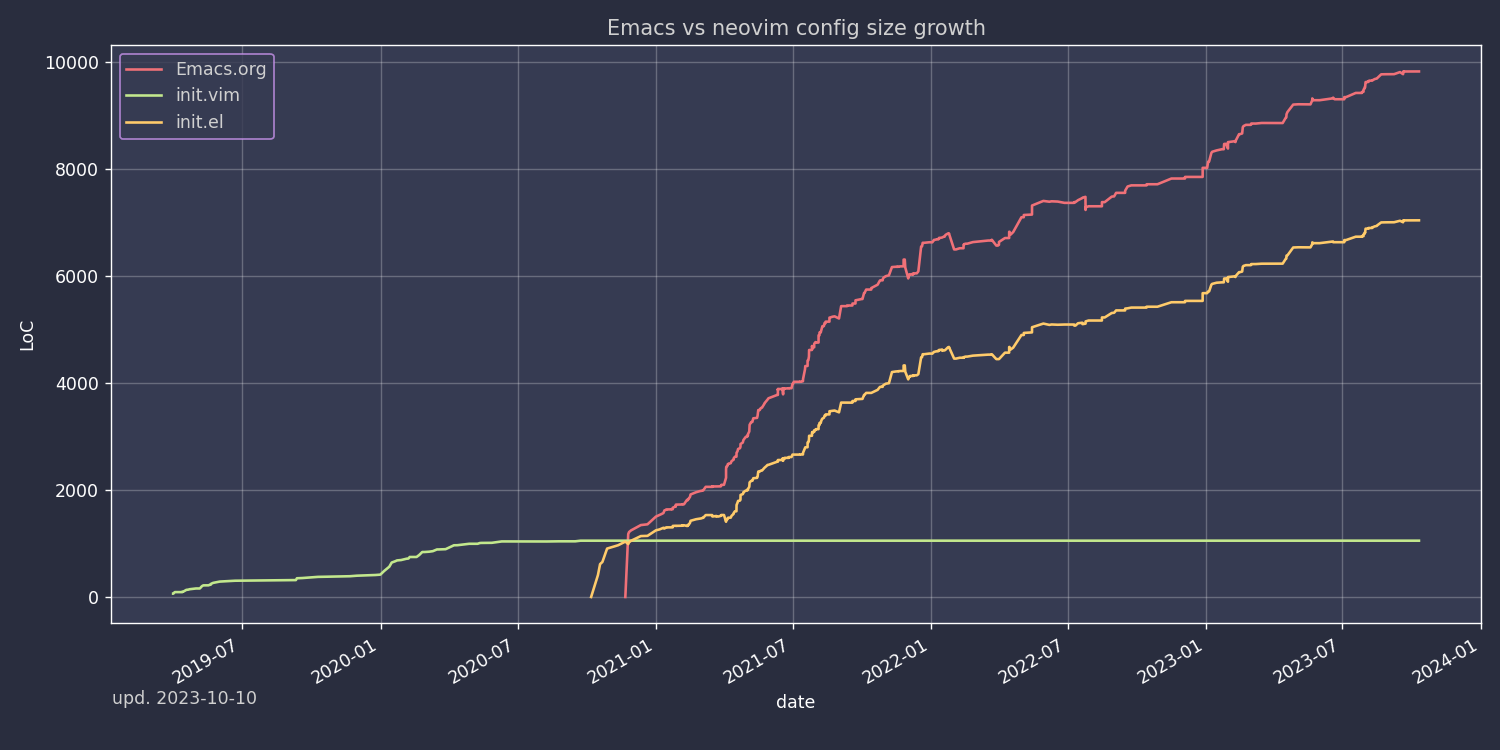 Emacs vs neovim config size growth
10000
8000
6000
4000
2000
0
LoC
Emacs.org
init.vim
init.el
2019-07
2020-01
2020-07
2021-01
2021-07
2022-01
2022-07
2023-01
2023-07
2024-01
date
upd. 2023-10-10